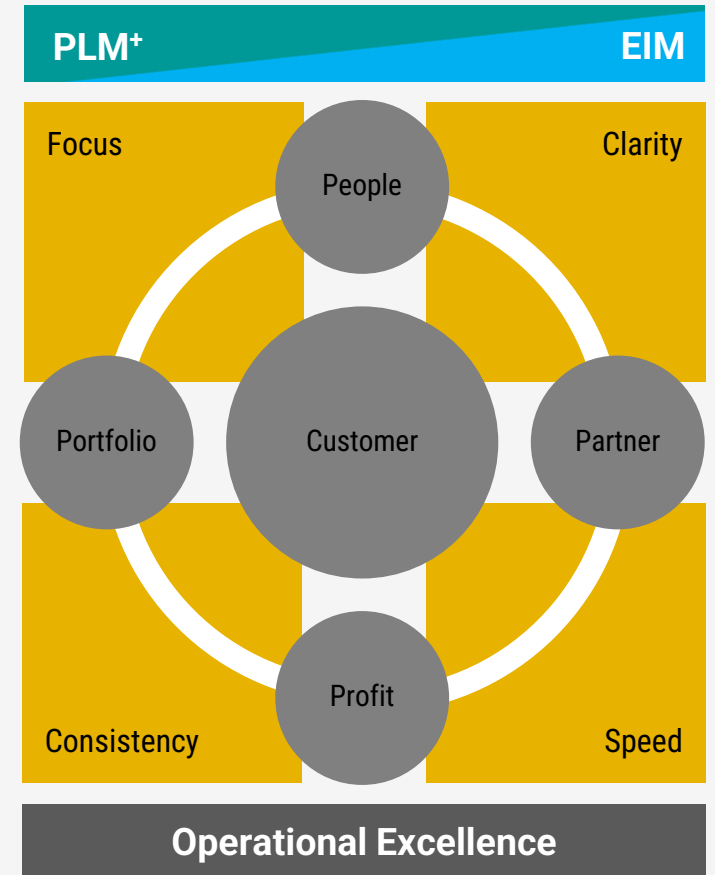 PLM⁺ EIM
Focus Clarity
People
Portfolio Customer Partner
Profit
Consistency Speed
Operational Excellence